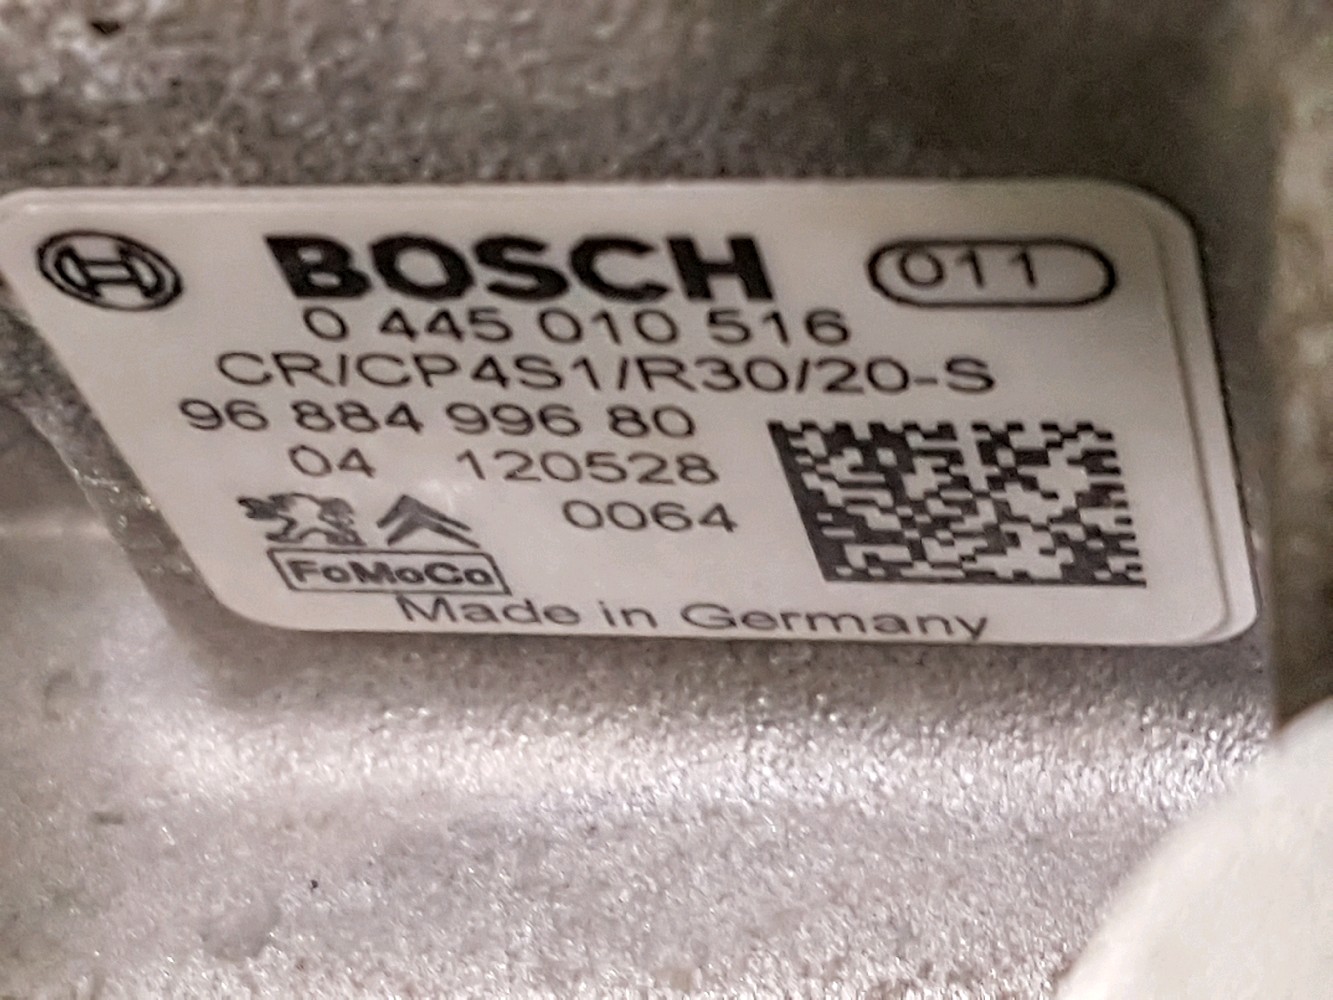 BOSCH 011
0 445 010 516
CR/CP4S1/R30/20-S
96 884 996 80
04 120528
0064
FoMoCo
Made in Germany